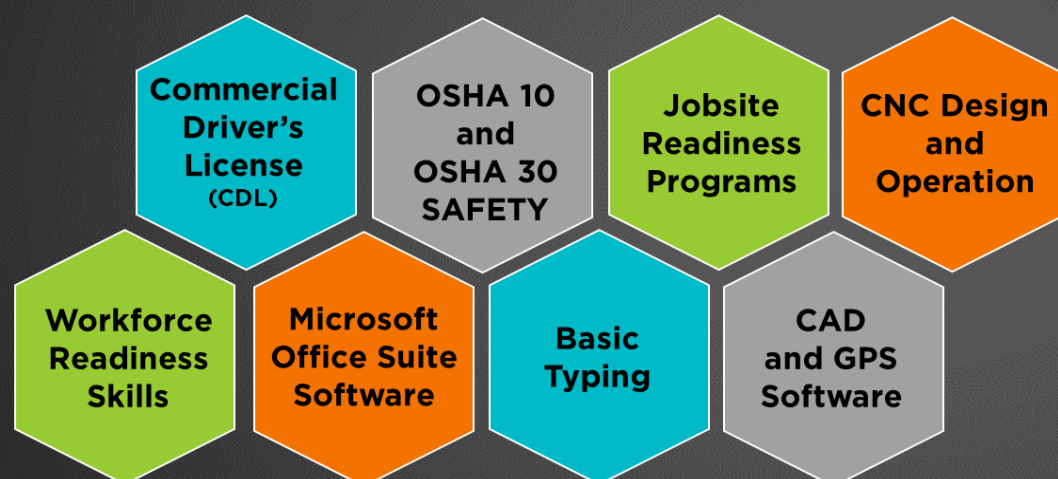 Commercial
Driver's
License
(CDL)
OSHA 10
and
OSHA 30
SAFETY
Jobsite
Readiness
Programs
CNC Design
and
Operation
Workforce
Readiness
Skills
Microsoft
Office Suite
Software
Basic
Typing
CAD
and GPS
Software